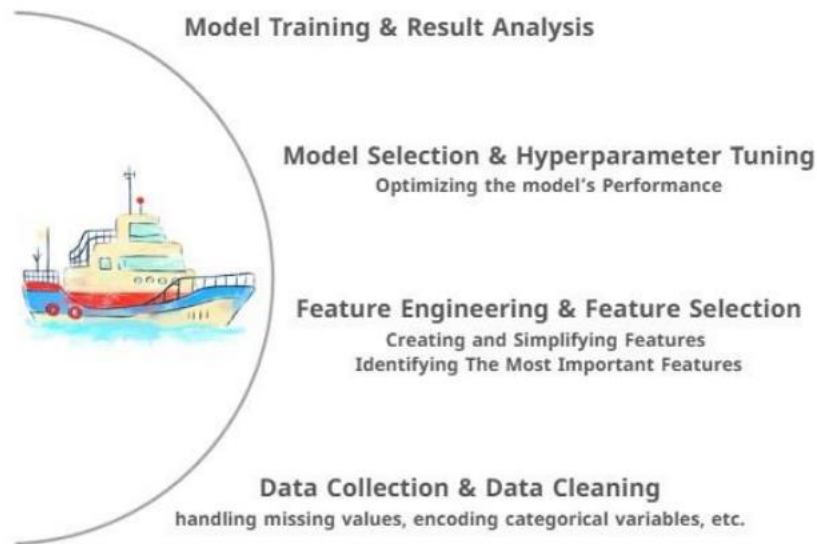 Model Training & Result Analysis
Model Selection & Hyperparameter Tuning
Optimizing the model's Performance
Feature Engineering & Feature Selection
Creating and Simplifying Features
Identifying The Most Important Features
Data Collection & Data Cleaning
handling missing values, encoding categorical variables, etc.